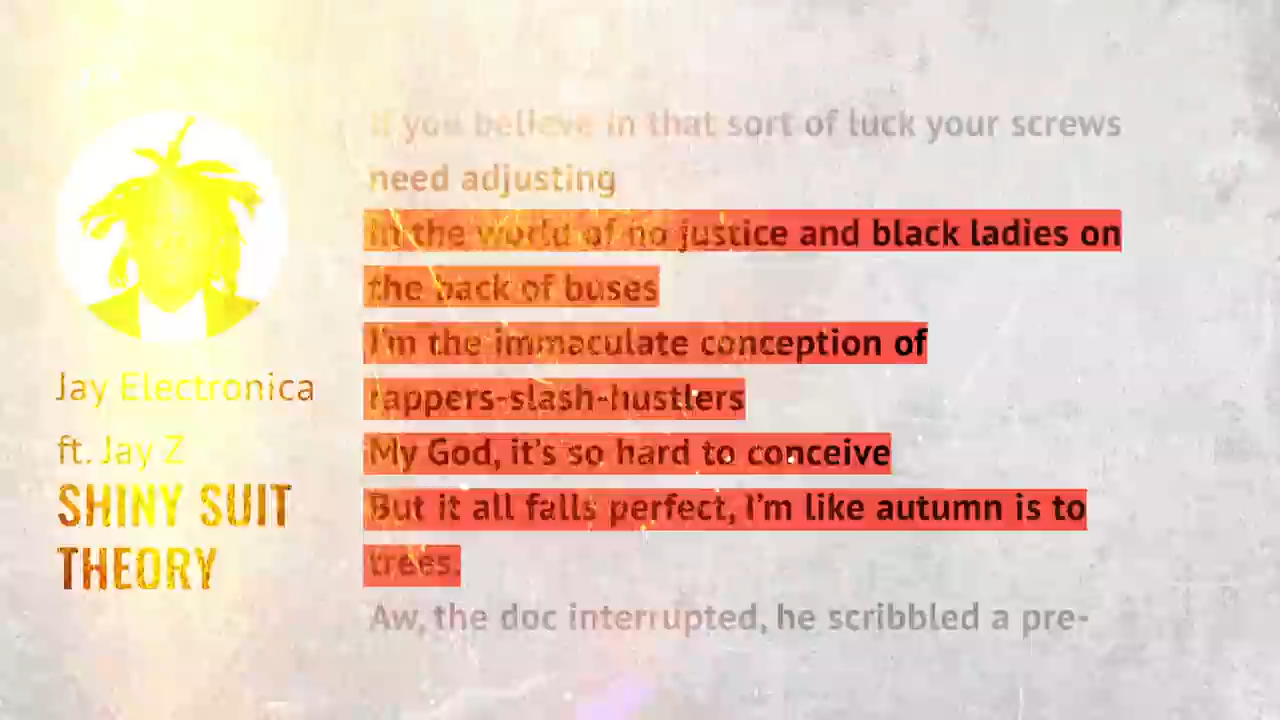 Jay Electronica
ft. Jay Z
SHINY SUIT
THEORY
If you believe in that sort of luck your screws
need adjusting
In the world of no justice and black ladies on
the back of buses
I'm the immaculate conception of
rappers-slash-hustlers
My God, it's so hard to conceive
But it all falls perfect, I'm like autumn is to
trees.
Aw, the doc interrupted, he scribbled a pre-